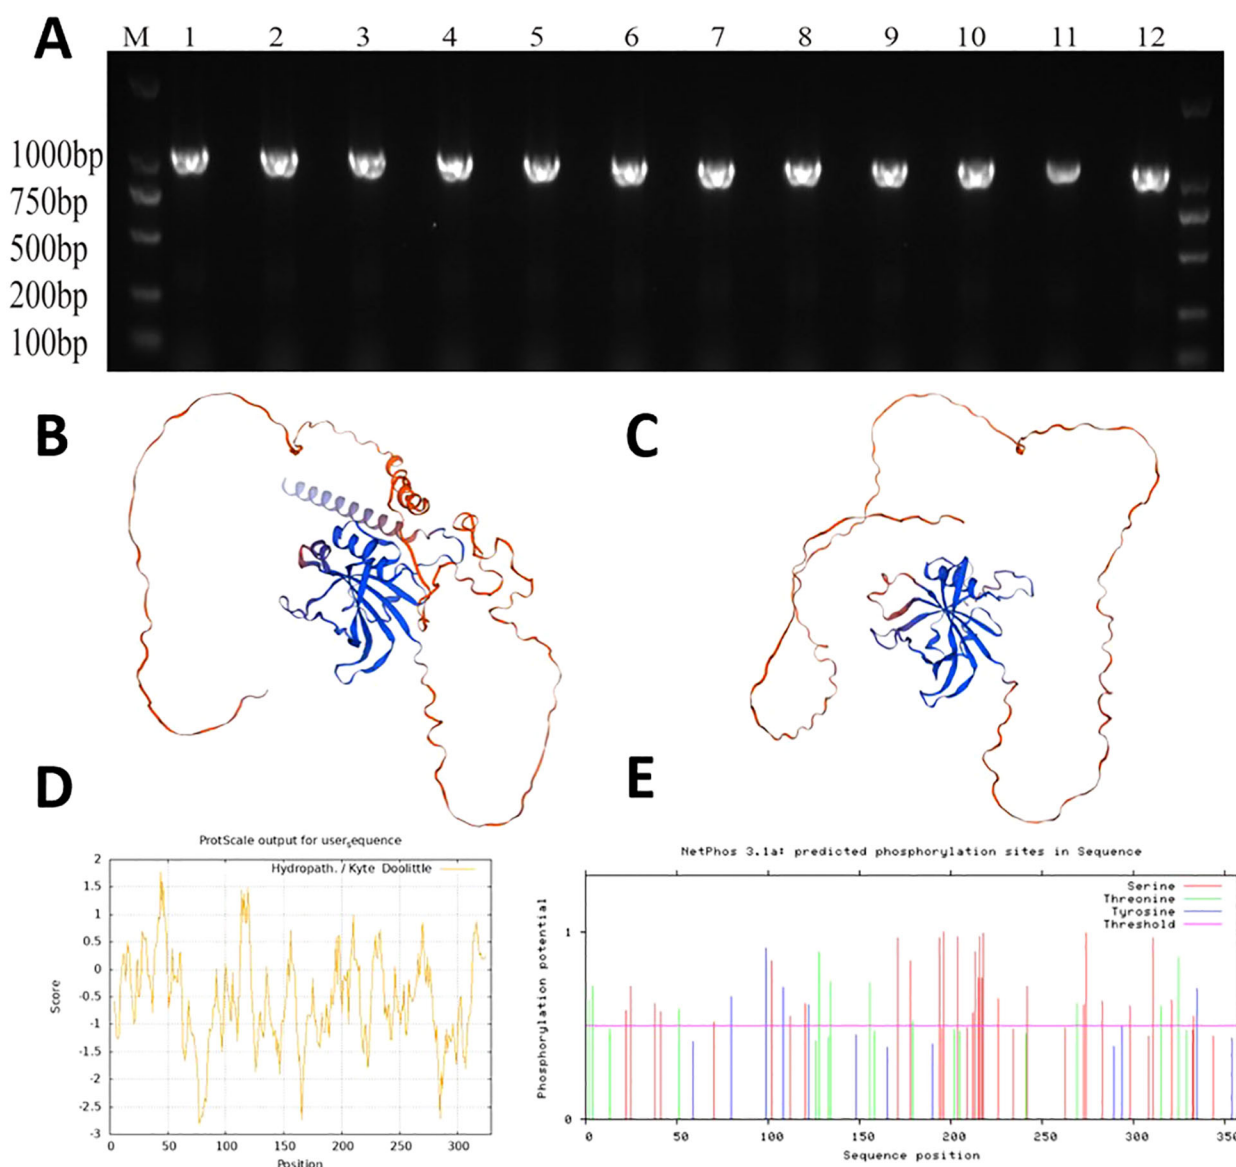 A
M 1 2 3 4 5 6 7 8 9 10 11 12
1000bp
750bp
500bp
200bp
100bp
B
C
D
E
ProtScale output for user_sequence
Hydropath. / Kyte Doolittle
2
1.5
1
0.5
0
-0.5
-1
-1.5
-2
-2.5
-3
Score
0 50 100 150 200 250 300
Position
NetPhos 3.1a: predicted phosphorylation sites in Sequence
Serine
Threonine
Tyrosine
Threshold
1
0
Phosphorylation potential
0 50 100 150 200 250 300 350
Sequence position